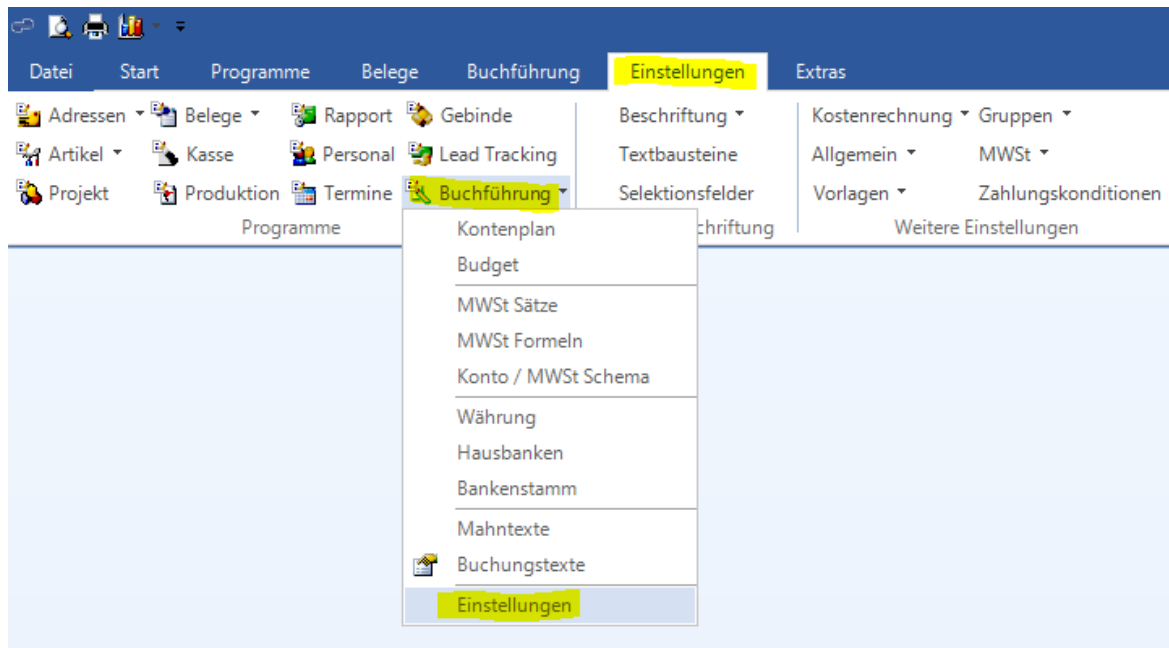 Datei Start Programme Belege Buchführung Einstellungen Extras
Adressen Belege Rapport Gebinde Beschriftung Kostenrechnung Gruppen
Artikel Kasse Personal Lead Tracking Textbausteine Allgemein MWSt
Projekt Produktion Termine Buchführung Selektionsfelder Vorlagen Zahlungskonditionen
Programme chriftung Weitere Einstellungen
Kontenplan
Budget
MWSt Sätze
MWSt Formeln
Konto / MWSt Schema
Währung
Hausbanken
Bankenstamm
Mahntexte
Buchungstexte
Einstellungen